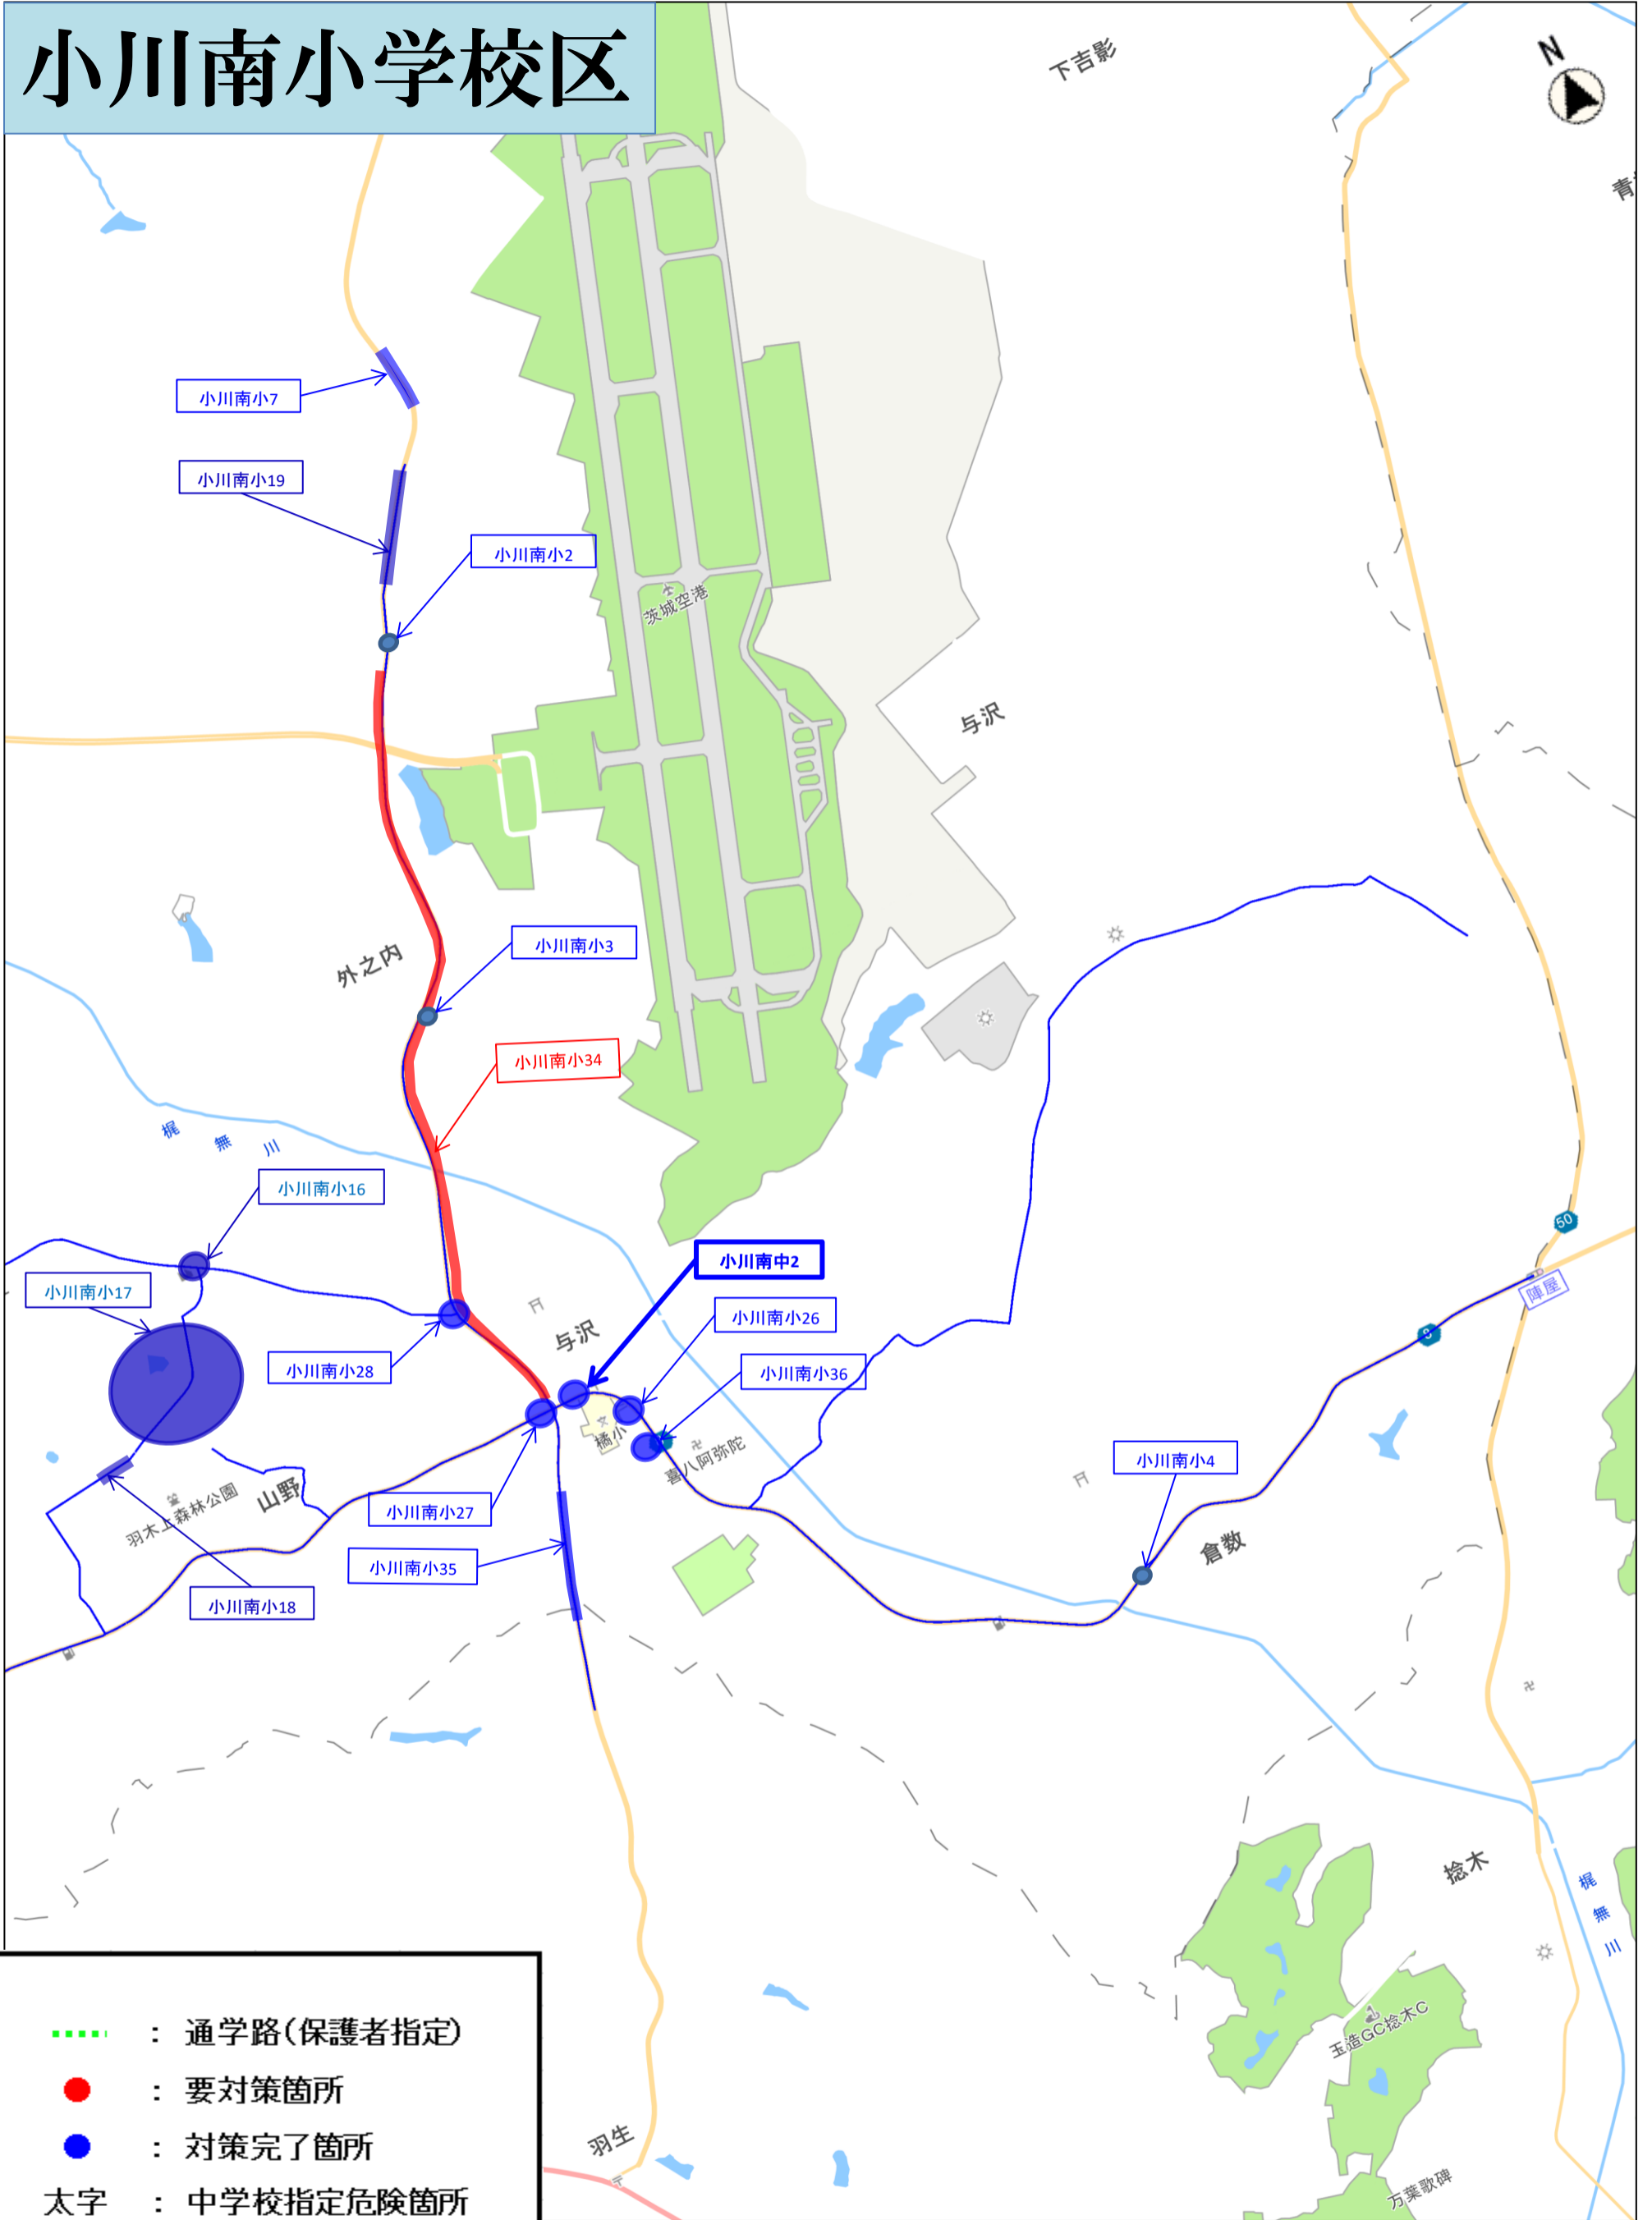 小川南小学校区
下吉影
N
小川南小7
小川南小19
小川南小2
茨城空港
与沢
外之内
小川南小3
小川南小34
梶無川
小川南小16
小川南小17
小川南中2
50
陣屋
与沢
小川南小26
小川南小28
小川南小36
橘小
喜八阿弥陀
小川南小4
山野
羽木上森林公園
小川南小27
倉数
小川南小35
小川南小18
捻木
梶無川
玉造GC捻木C
羽生
万葉歌碑
：通学路(保護者指定)
：要対策箇所
：対策完了箇所
太字：中学校指定危険箇所